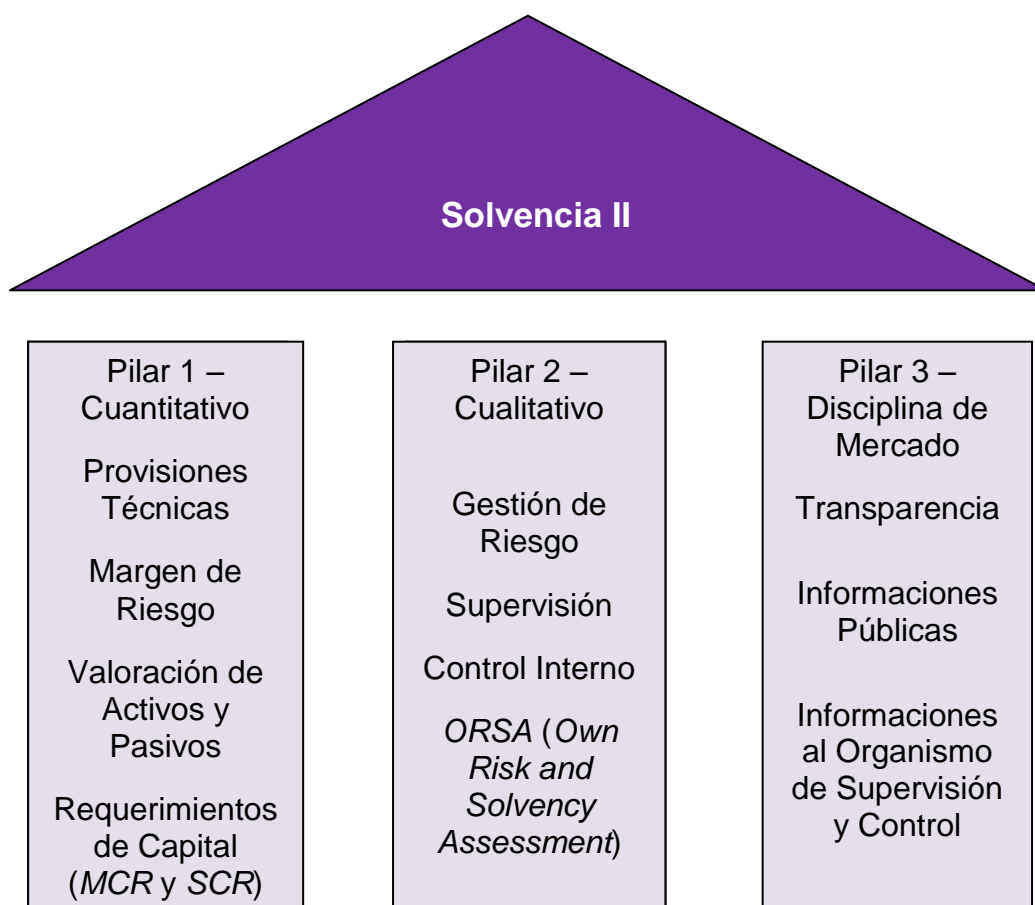 Solvencia II
Pilar 1 –
Cuantitativo
Provisiones
Técnicas
Margen de
Riesgo
Valoración de
Activos y
Pasivos
Requerimientos
de Capital
(MCR y SCR)
Pilar 2 –
Cualitativo
Gestión de
Riesgo
Supervisión
Control Interno
ORSA (Own
Risk and
Solvency
Assessment)
Pilar 3 –
Disciplina de
Mercado
Transparencia
Informaciones
Públicas
Informaciones
al Organismo
de Supervisión
y Control